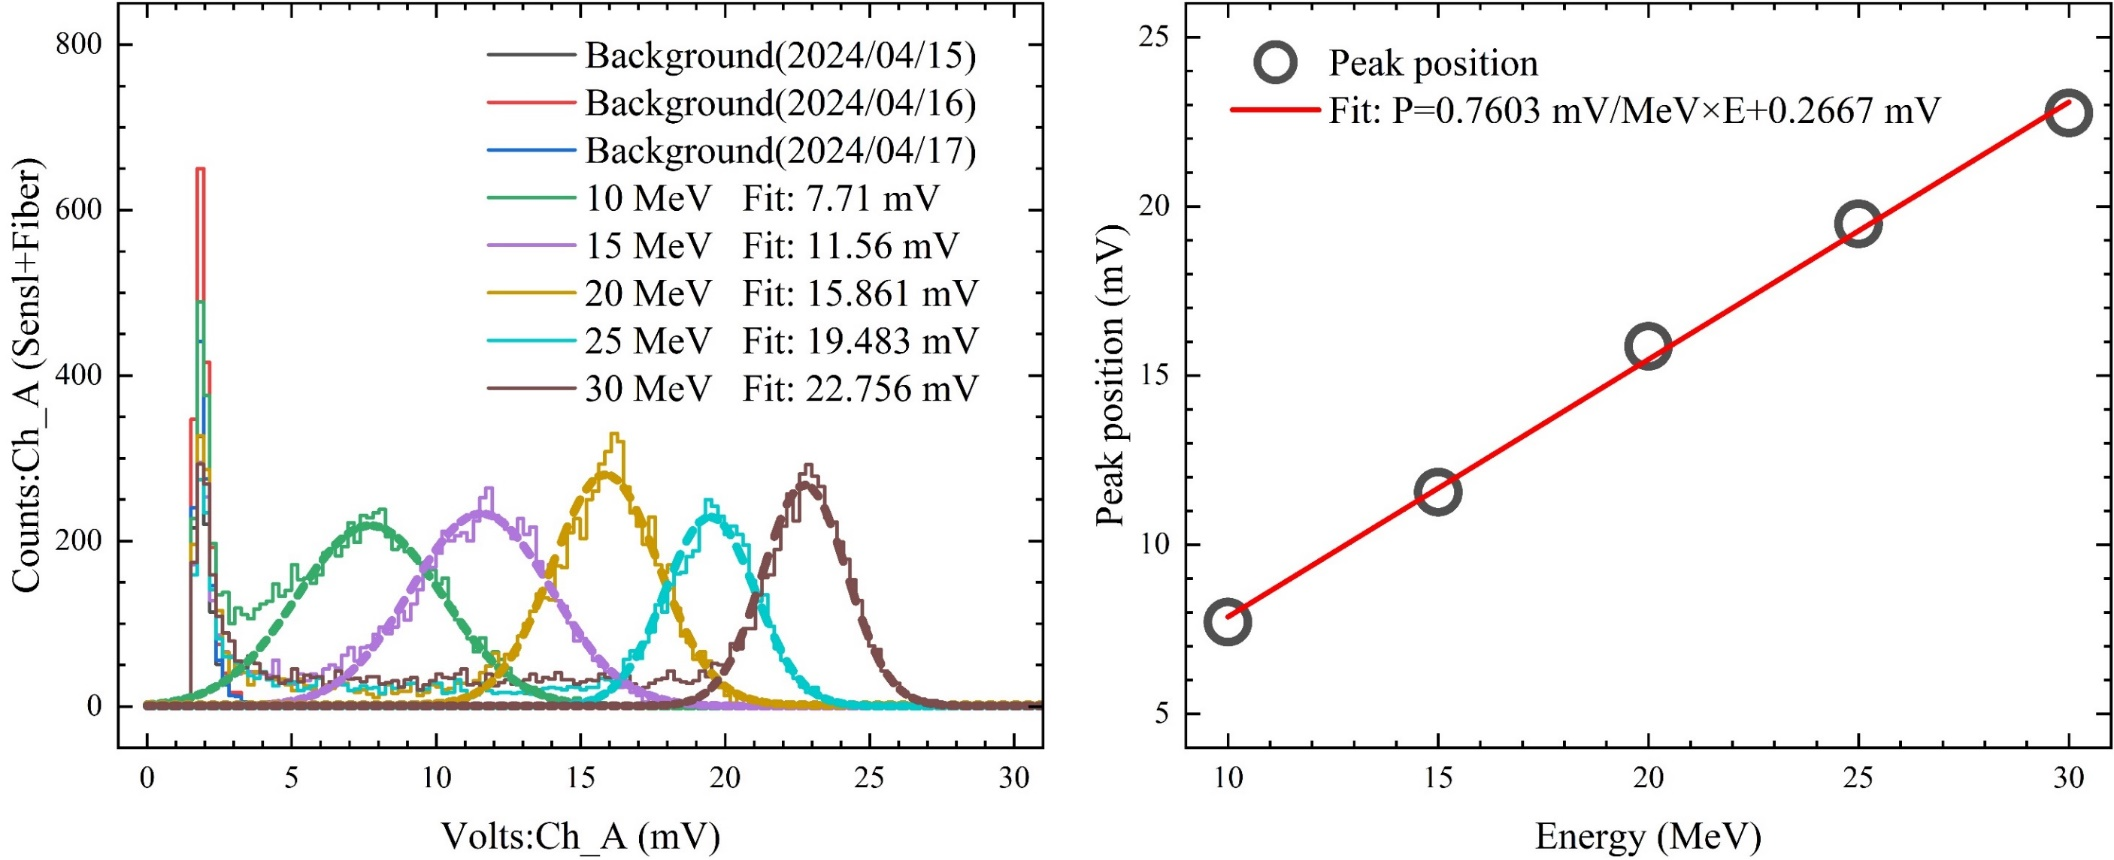 800
600
400
200
0
Counts:Ch_A (Sensl+Fiber)
Background(2024/04/15)
Background(2024/04/16)
Background(2024/04/17)
10 MeV Fit: 7.71 mV
15 MeV Fit: 11.56 mV
20 MeV Fit: 15.861 mV
25 MeV Fit: 19.483 mV
30 MeV Fit: 22.756 mV
0 5 10 15 20 25 30
Volts:Ch_A (mV)
25
20
15
10
5
Peak position (mV)
Peak position
Fit: P=0.7603 mV/MeV×E+0.2667 mV
10 15 20 25 30
Energy (MeV)